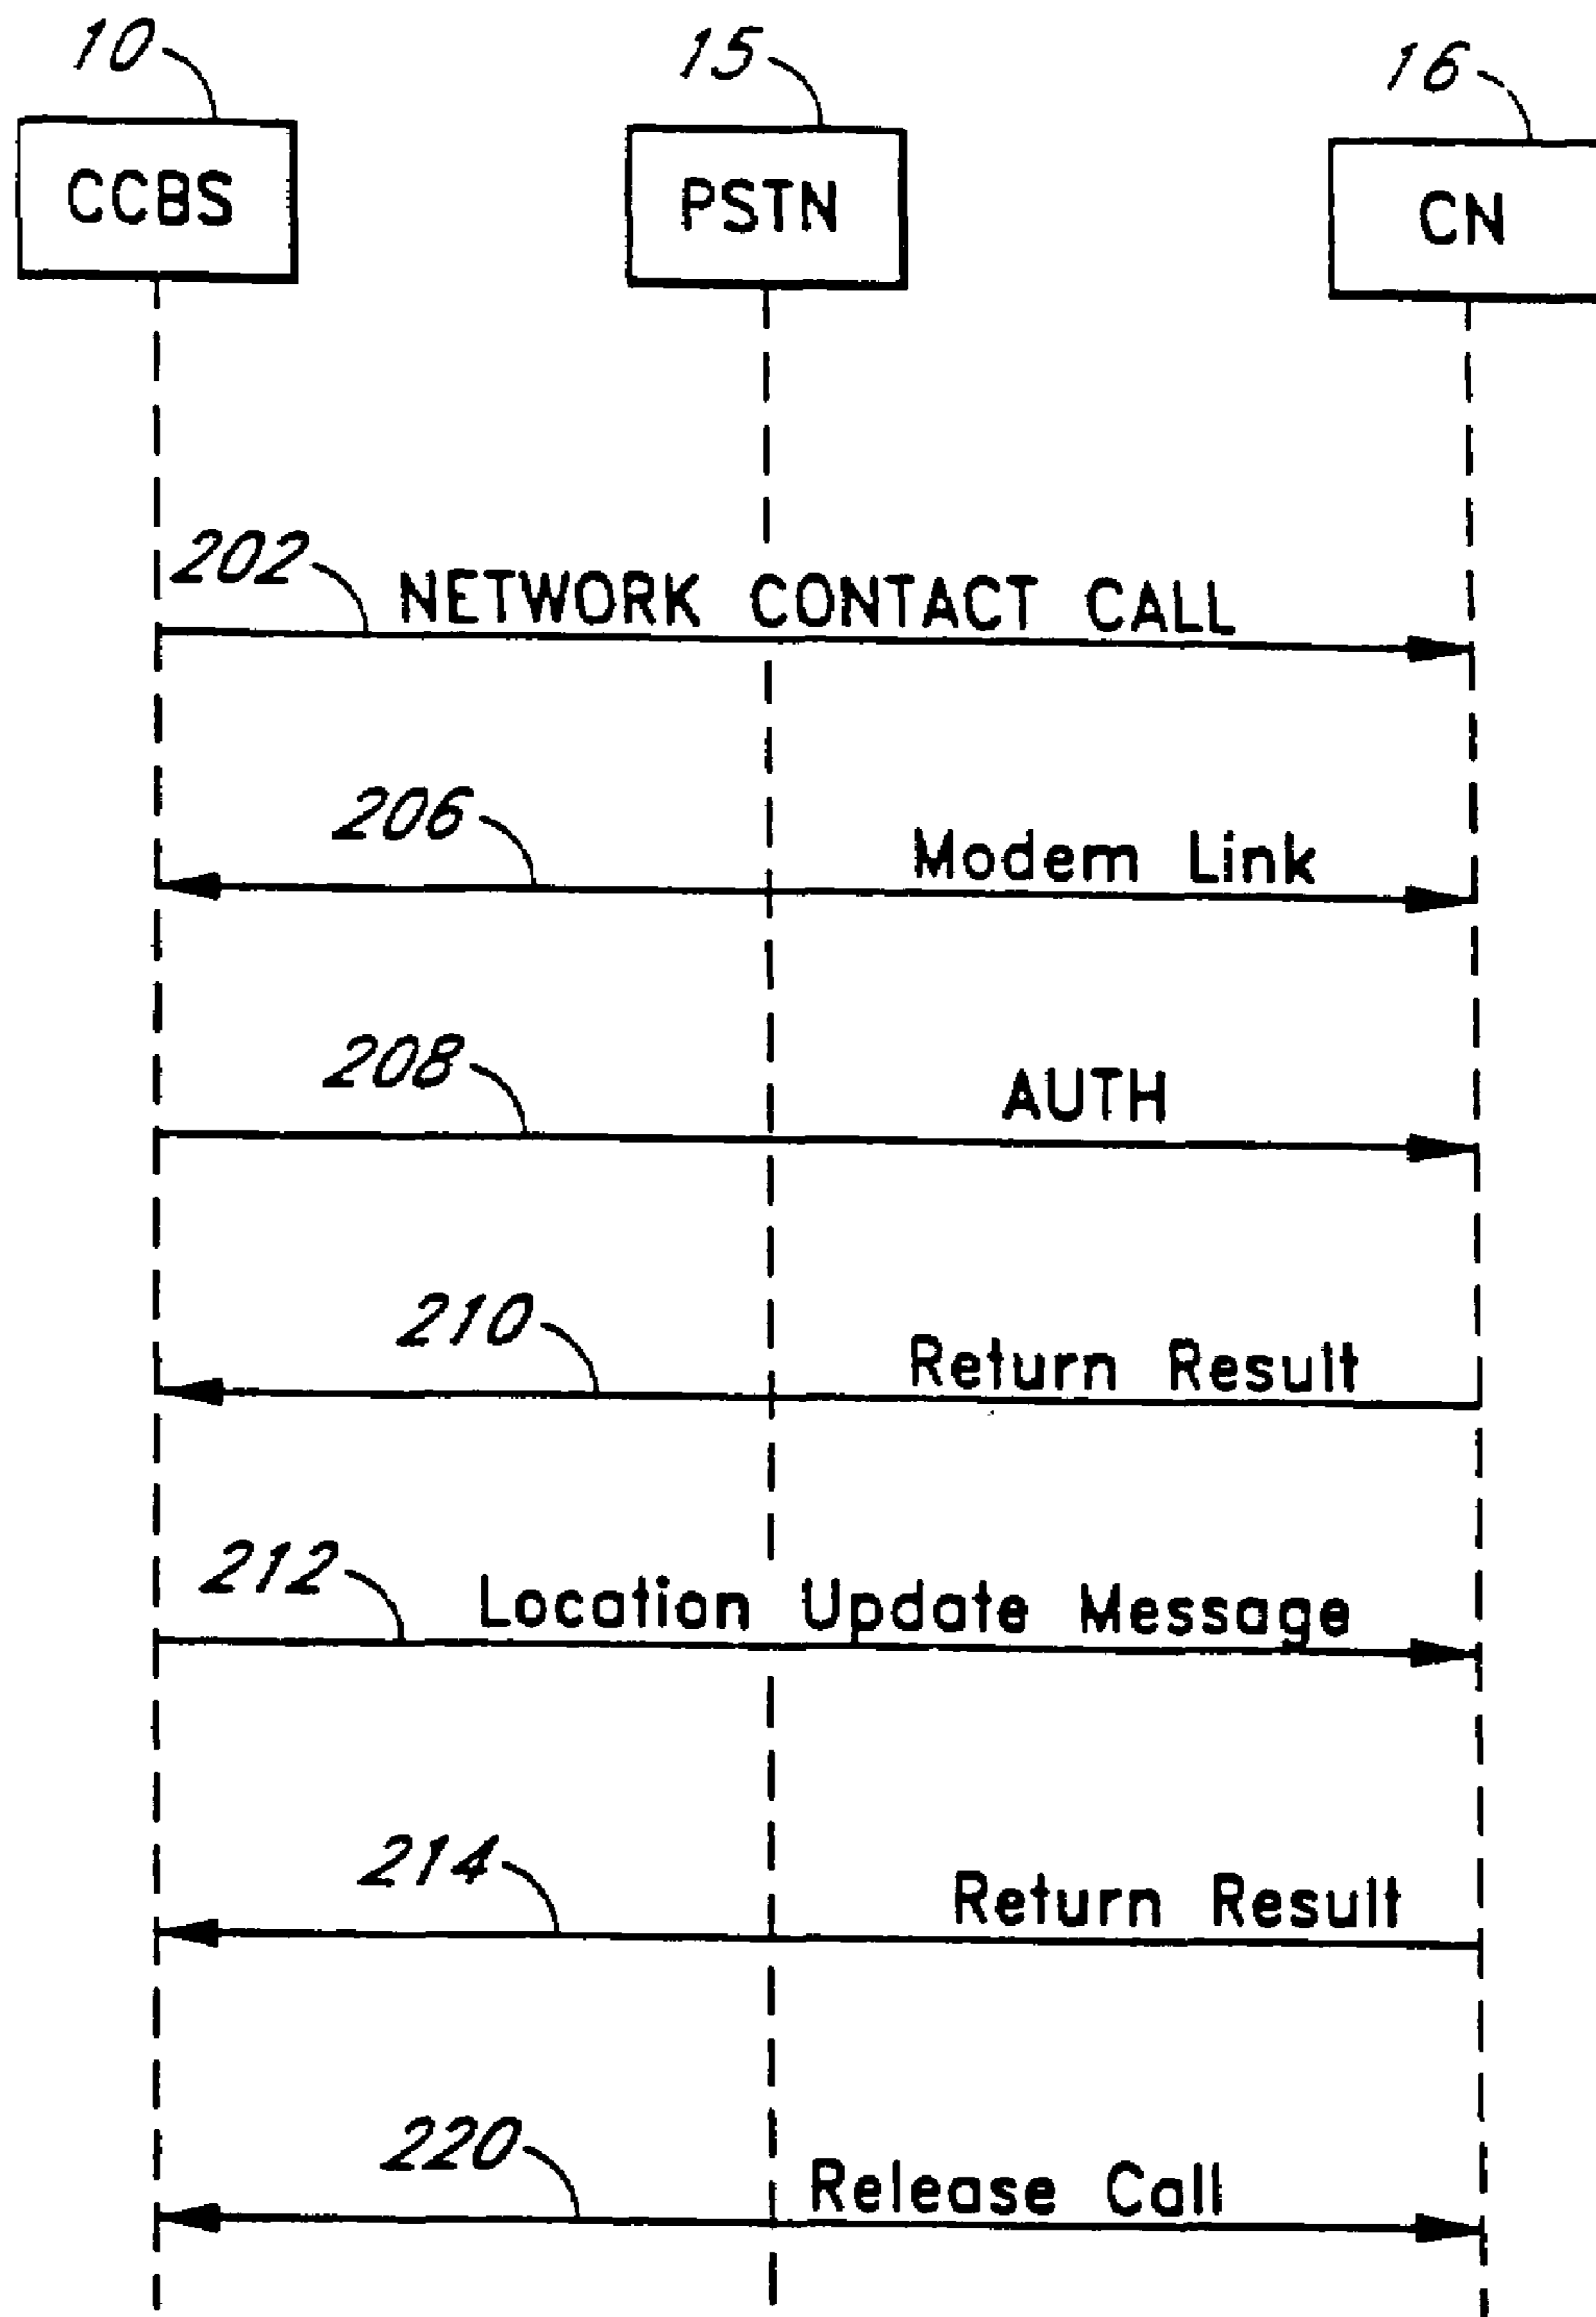 10
15
16
CCBS
PSTN
CN
202
NETWORK CONTACT CALL
206
Modem Link
208
AUTH
210
Return Result
212
Location Update Message
214
Return Result
220
Release Call